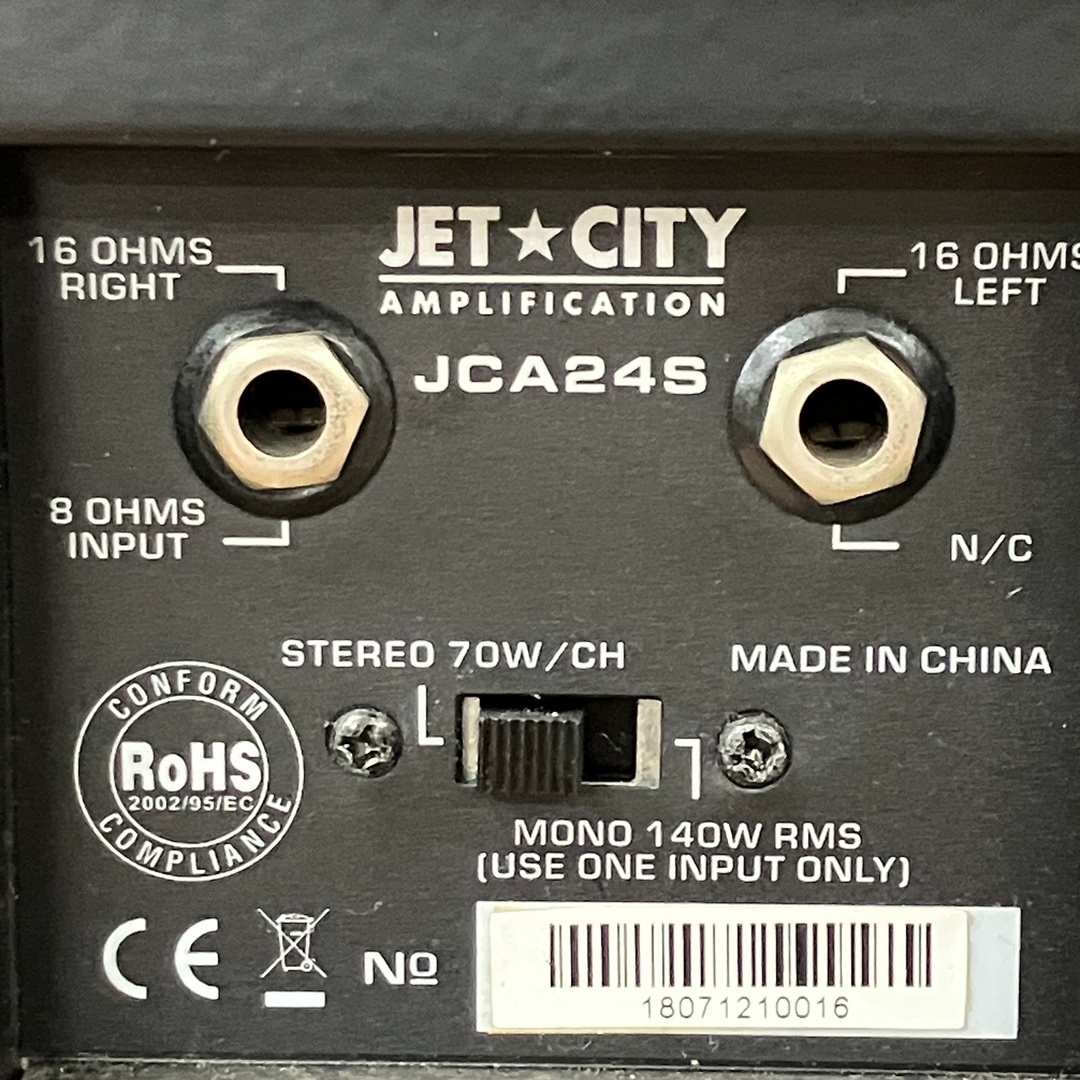 JET★CITY
AMPLIFICATION
JCA24S
16 OHMS
RIGHT
16 OHMS
LEFT
8 OHMS
INPUT
N/C
STEREO 70W/CH
MADE IN CHINA
CONFORM
RoHS
2002/95/EC
COMPLIANCE
MONO 140W RMS
(USE ONE INPUT ONLY)
CE
Nº
18071210016